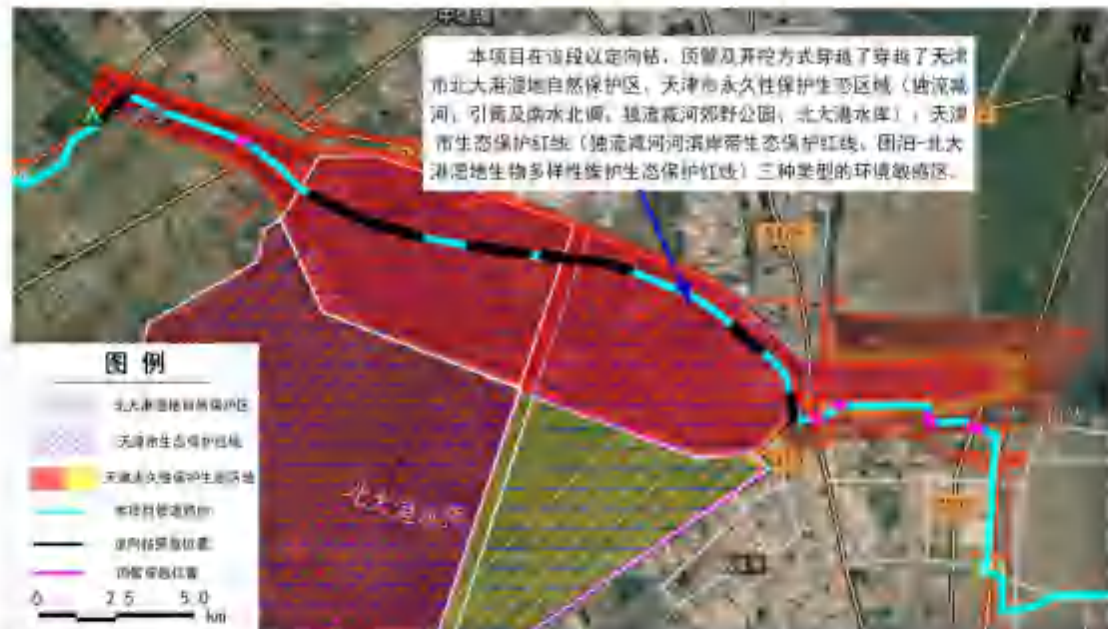 本项目在该段以定向钻、顶管及开挖方式穿越了穿越了天津
市北大港湿地自然保护区、天津市永久性保护生态区域（独流减
河、引黄及南水北调、独流减河郊野公园、北大港水库）、天津
市生态保护红线（独流减河河滨岸带生态保护红线、团泊-北大
港湿地生物多样性维护生态保护红线）三种类型的环境敏感区。
图例
北大港湿地自然保护区
天津市生态保护红线
天津永久性保护生态区域
本项目管道路由
定向钻穿越位置
顶管穿越位置
0 2.5 5.0
km
北大港水库